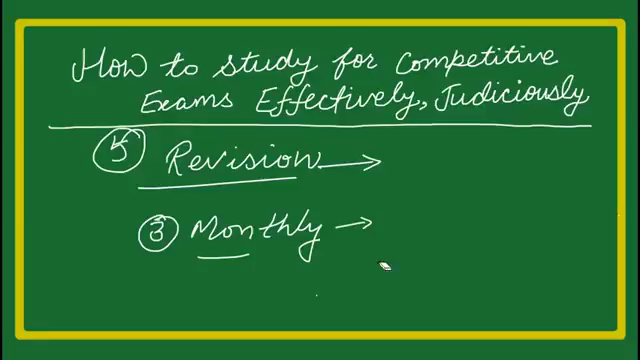 How to study for competitive
Exams Effectively, Judiciously
5 Revision →
3 Monthly →